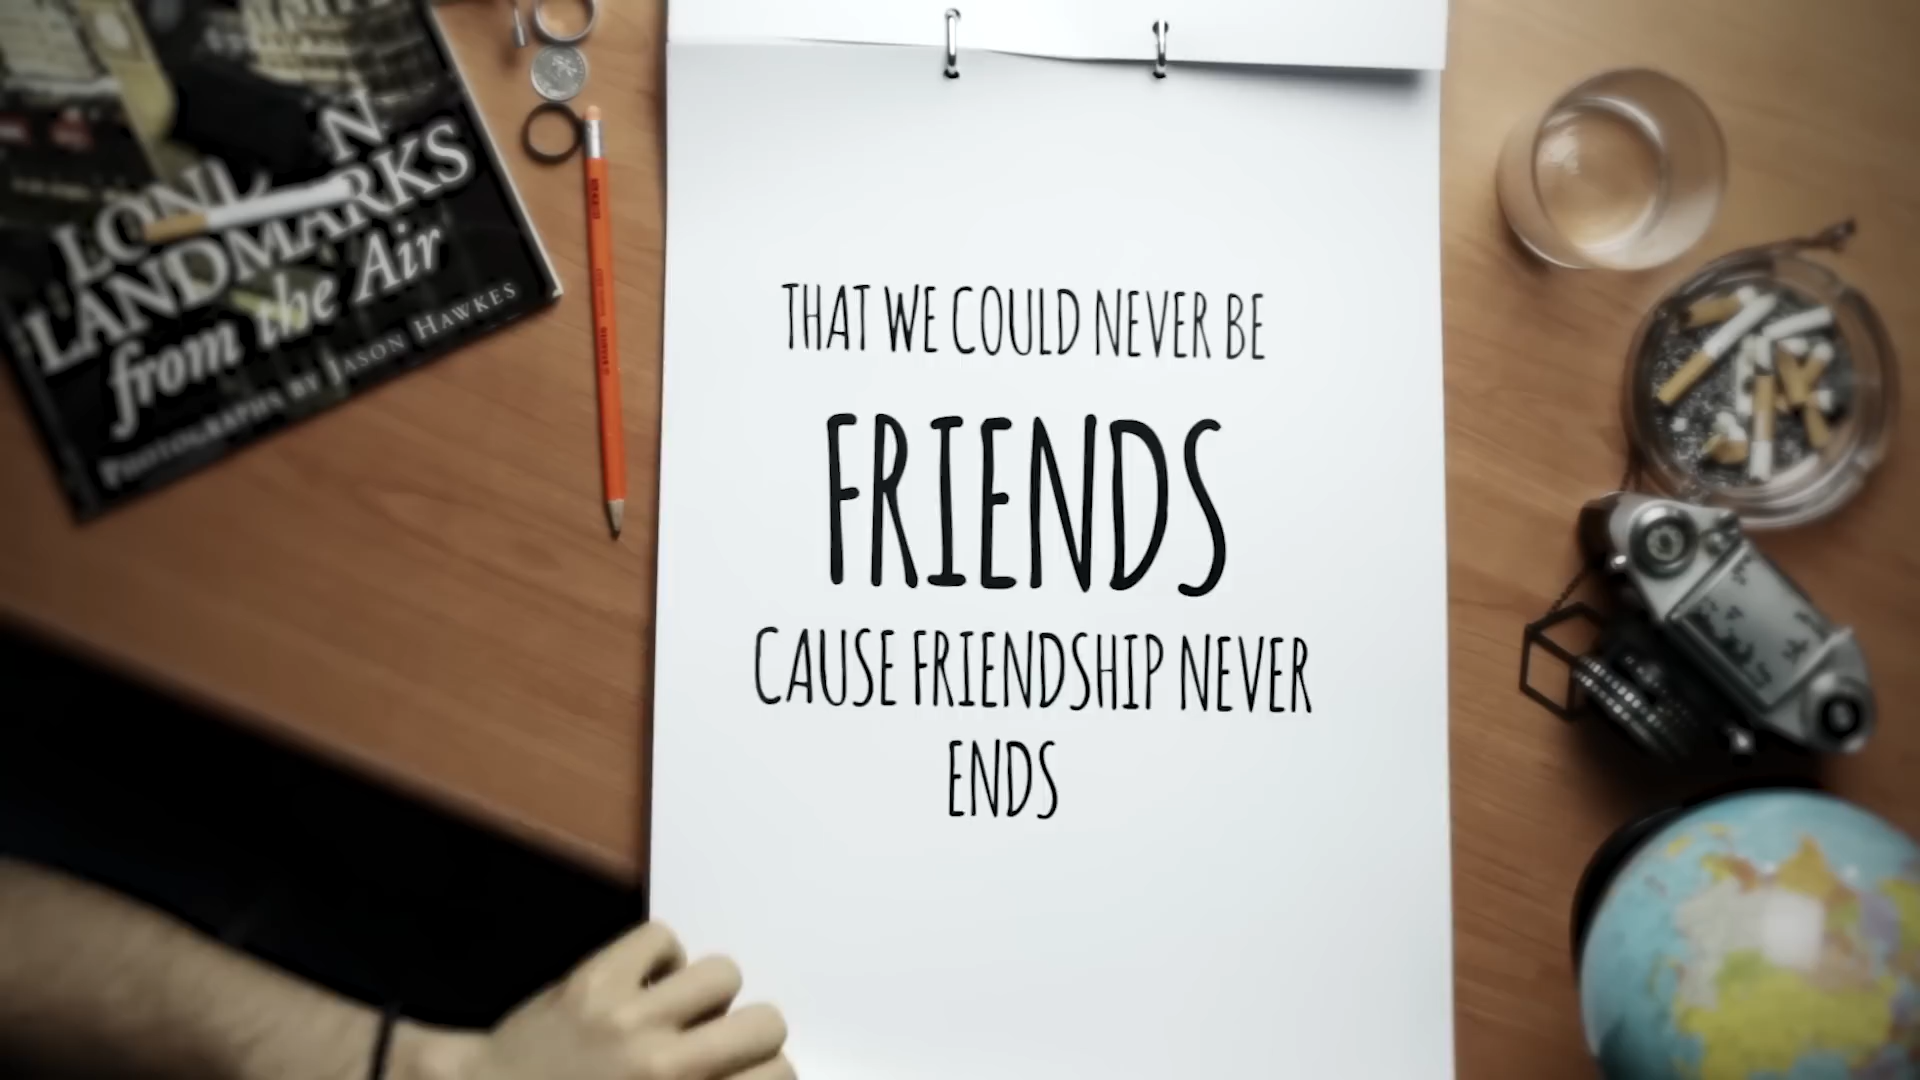 N
LANDMARKS
from the Air
PHOTOGRAPHS BY JASON HAWKES
THAT WE COULD NEVER BE
FRIENDS
CAUSE FRIENDSHIP NEVER
ENDS